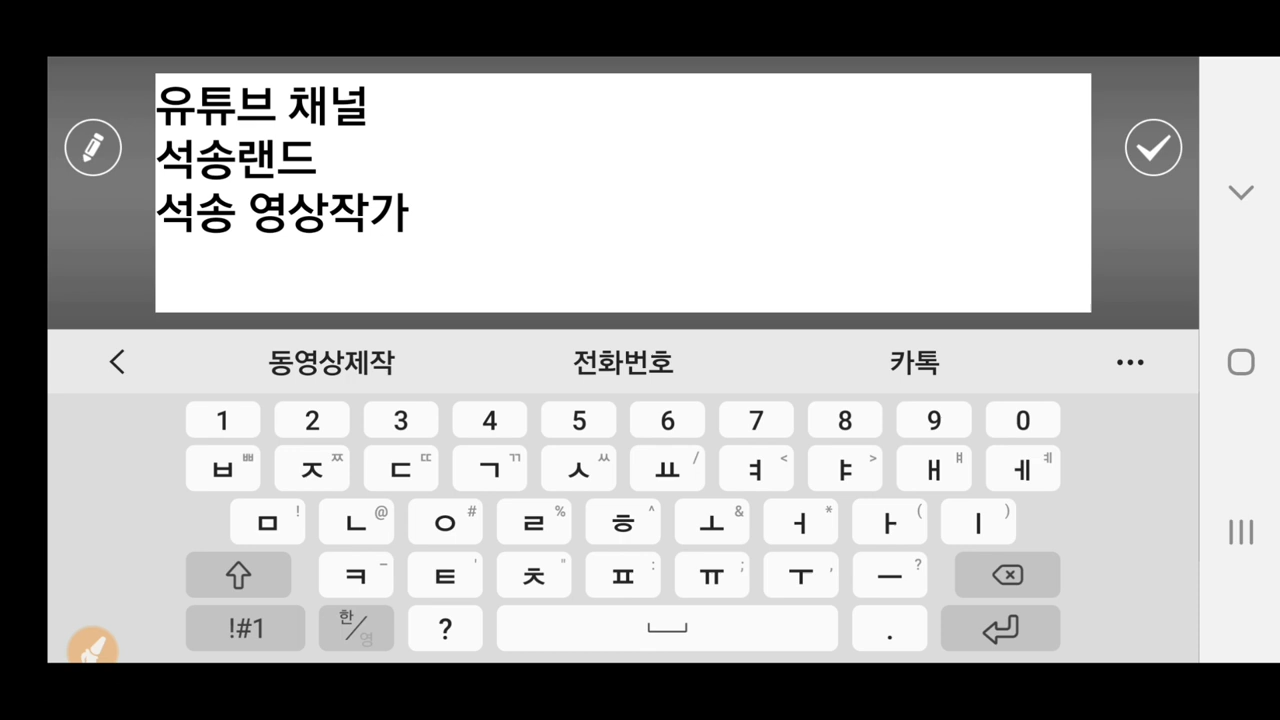 유튜브 채널
석송랜드
석송 영상작가
동영상제작 전화번호 카톡
1 2 3 4 5 6 7 8 9 0
ㅂ ㅃ ㅈ ㅉ ㄷ ㄸ ㄱ ㄲ ㅅ ㅆ ㅛ / ㅕ < ㅑ > ㅐ ㅒ ㅔ ㅖ
ㅁ ! ㄴ @ ㅇ # ㄹ % ㅎ ^ ㅗ & ㅓ * ㅏ ( ㅣ )
ㅋ - ㅌ ' ㅊ " ㅍ : ㅠ ; ㅜ , ㅡ ?
!#1 한/영 ? .